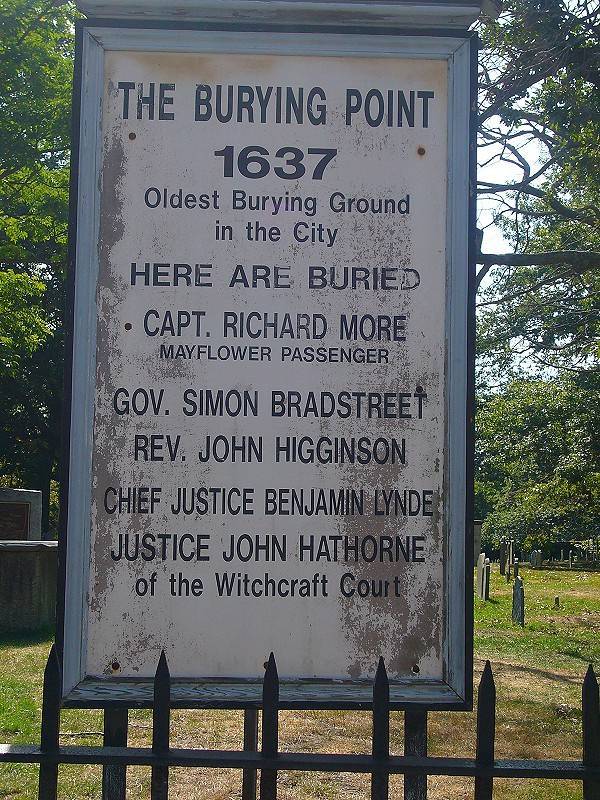 THE BURYING POINT
1637
Oldest Burying Ground
in the City
HERE ARE BURIED
CAPT. RICHARD MORE
MAYFLOWER PASSENGER
GOV. SIMON BRADSTREET
REV. JOHN HIGGINSON
CHIEF JUSTICE BENJAMIN LYNDE
JUSTICE JOHN HATHORNE
of the Witchcraft Court